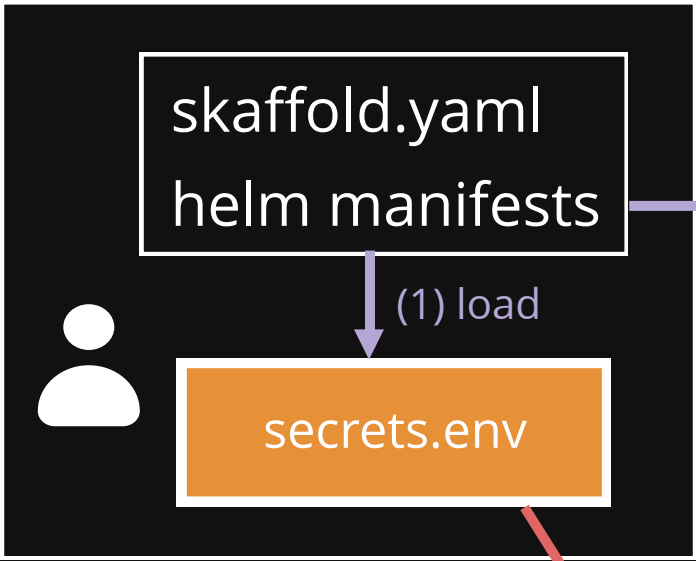 skaffold.yaml
helm manifests
(1) load
secrets.env